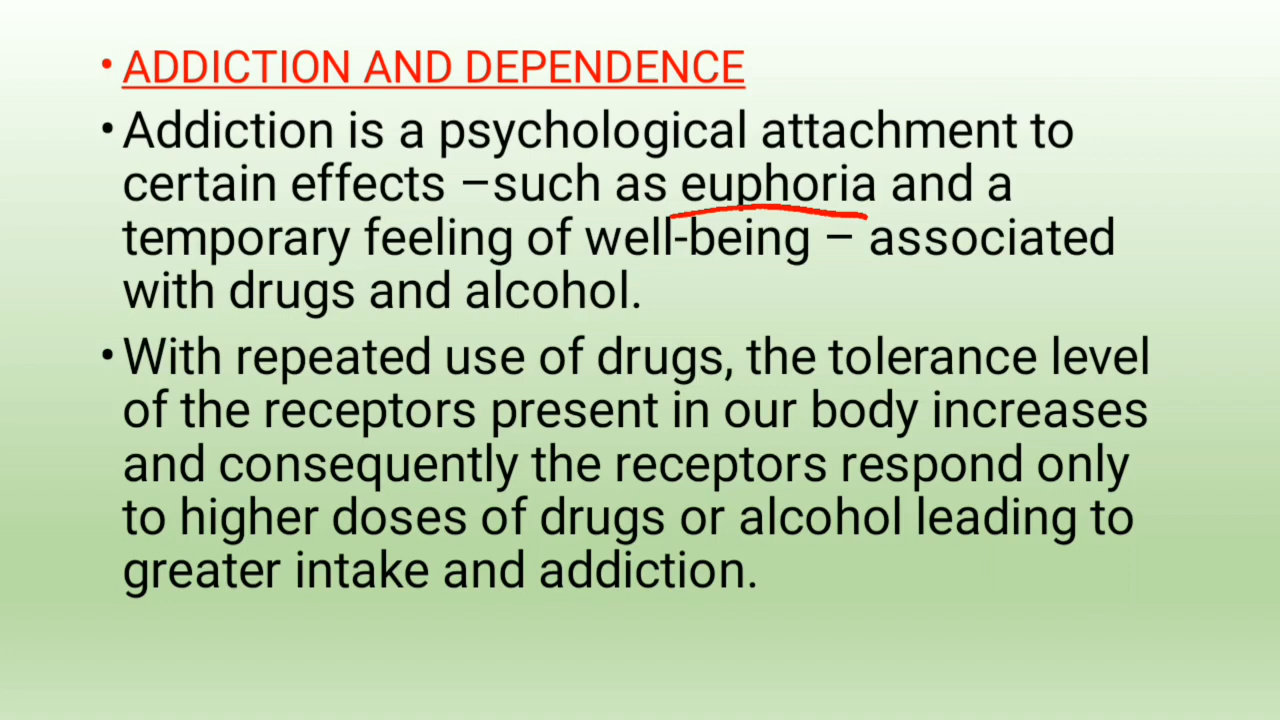 • ADDICTION AND DEPENDENCE
• Addiction is a psychological attachment to
certain effects –such as euphoria and a
temporary feeling of well-being – associated
with drugs and alcohol.
• With repeated use of drugs, the tolerance level
of the receptors present in our body increases
and consequently the receptors respond only
to higher doses of drugs or alcohol leading to
greater intake and addiction.